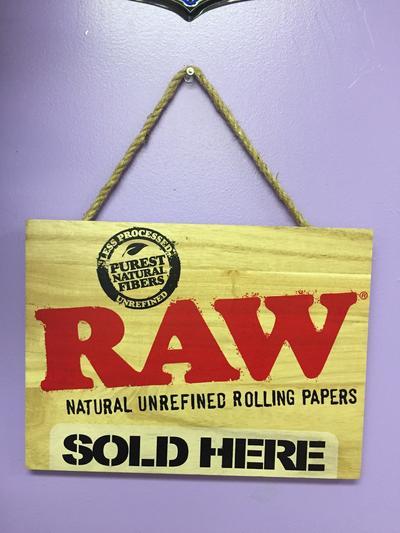 LESS PROCESSED
PUREST
NATURAL
FIBERS
UNREFINED
RAW®
NATURAL UNREFINED ROLLING PAPERS
SOLD HERE